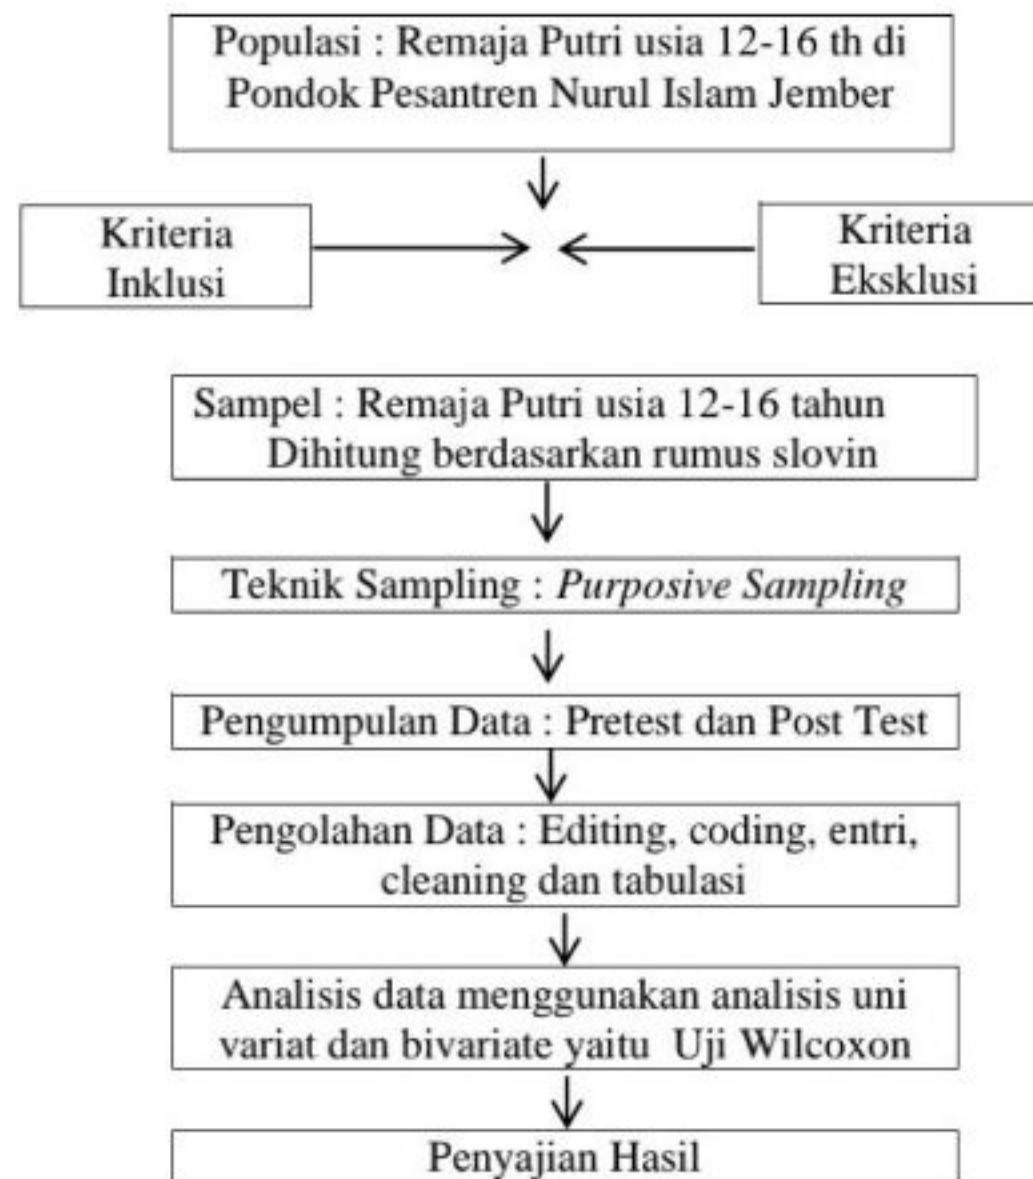 Populasi : Remaja Putri usia 12-16 th di
Pondok Pesantren Nurul Islam Jember
Kriteria
Inklusi
Kriteria
Eksklusi
Sampel : Remaja Putri usia 12-16 tahun
Dihitung berdasarkan rumus slovin
Teknik Sampling : Purposive Sampling
Pengumpulan Data : Pretest dan Post Test
Pengolahan Data : Editing, coding, entri,
cleaning dan tabulasi
Analisis data menggunakan analisis uni
variat dan bivariate yaitu Uji Wilcoxon
Penyajian Hasil